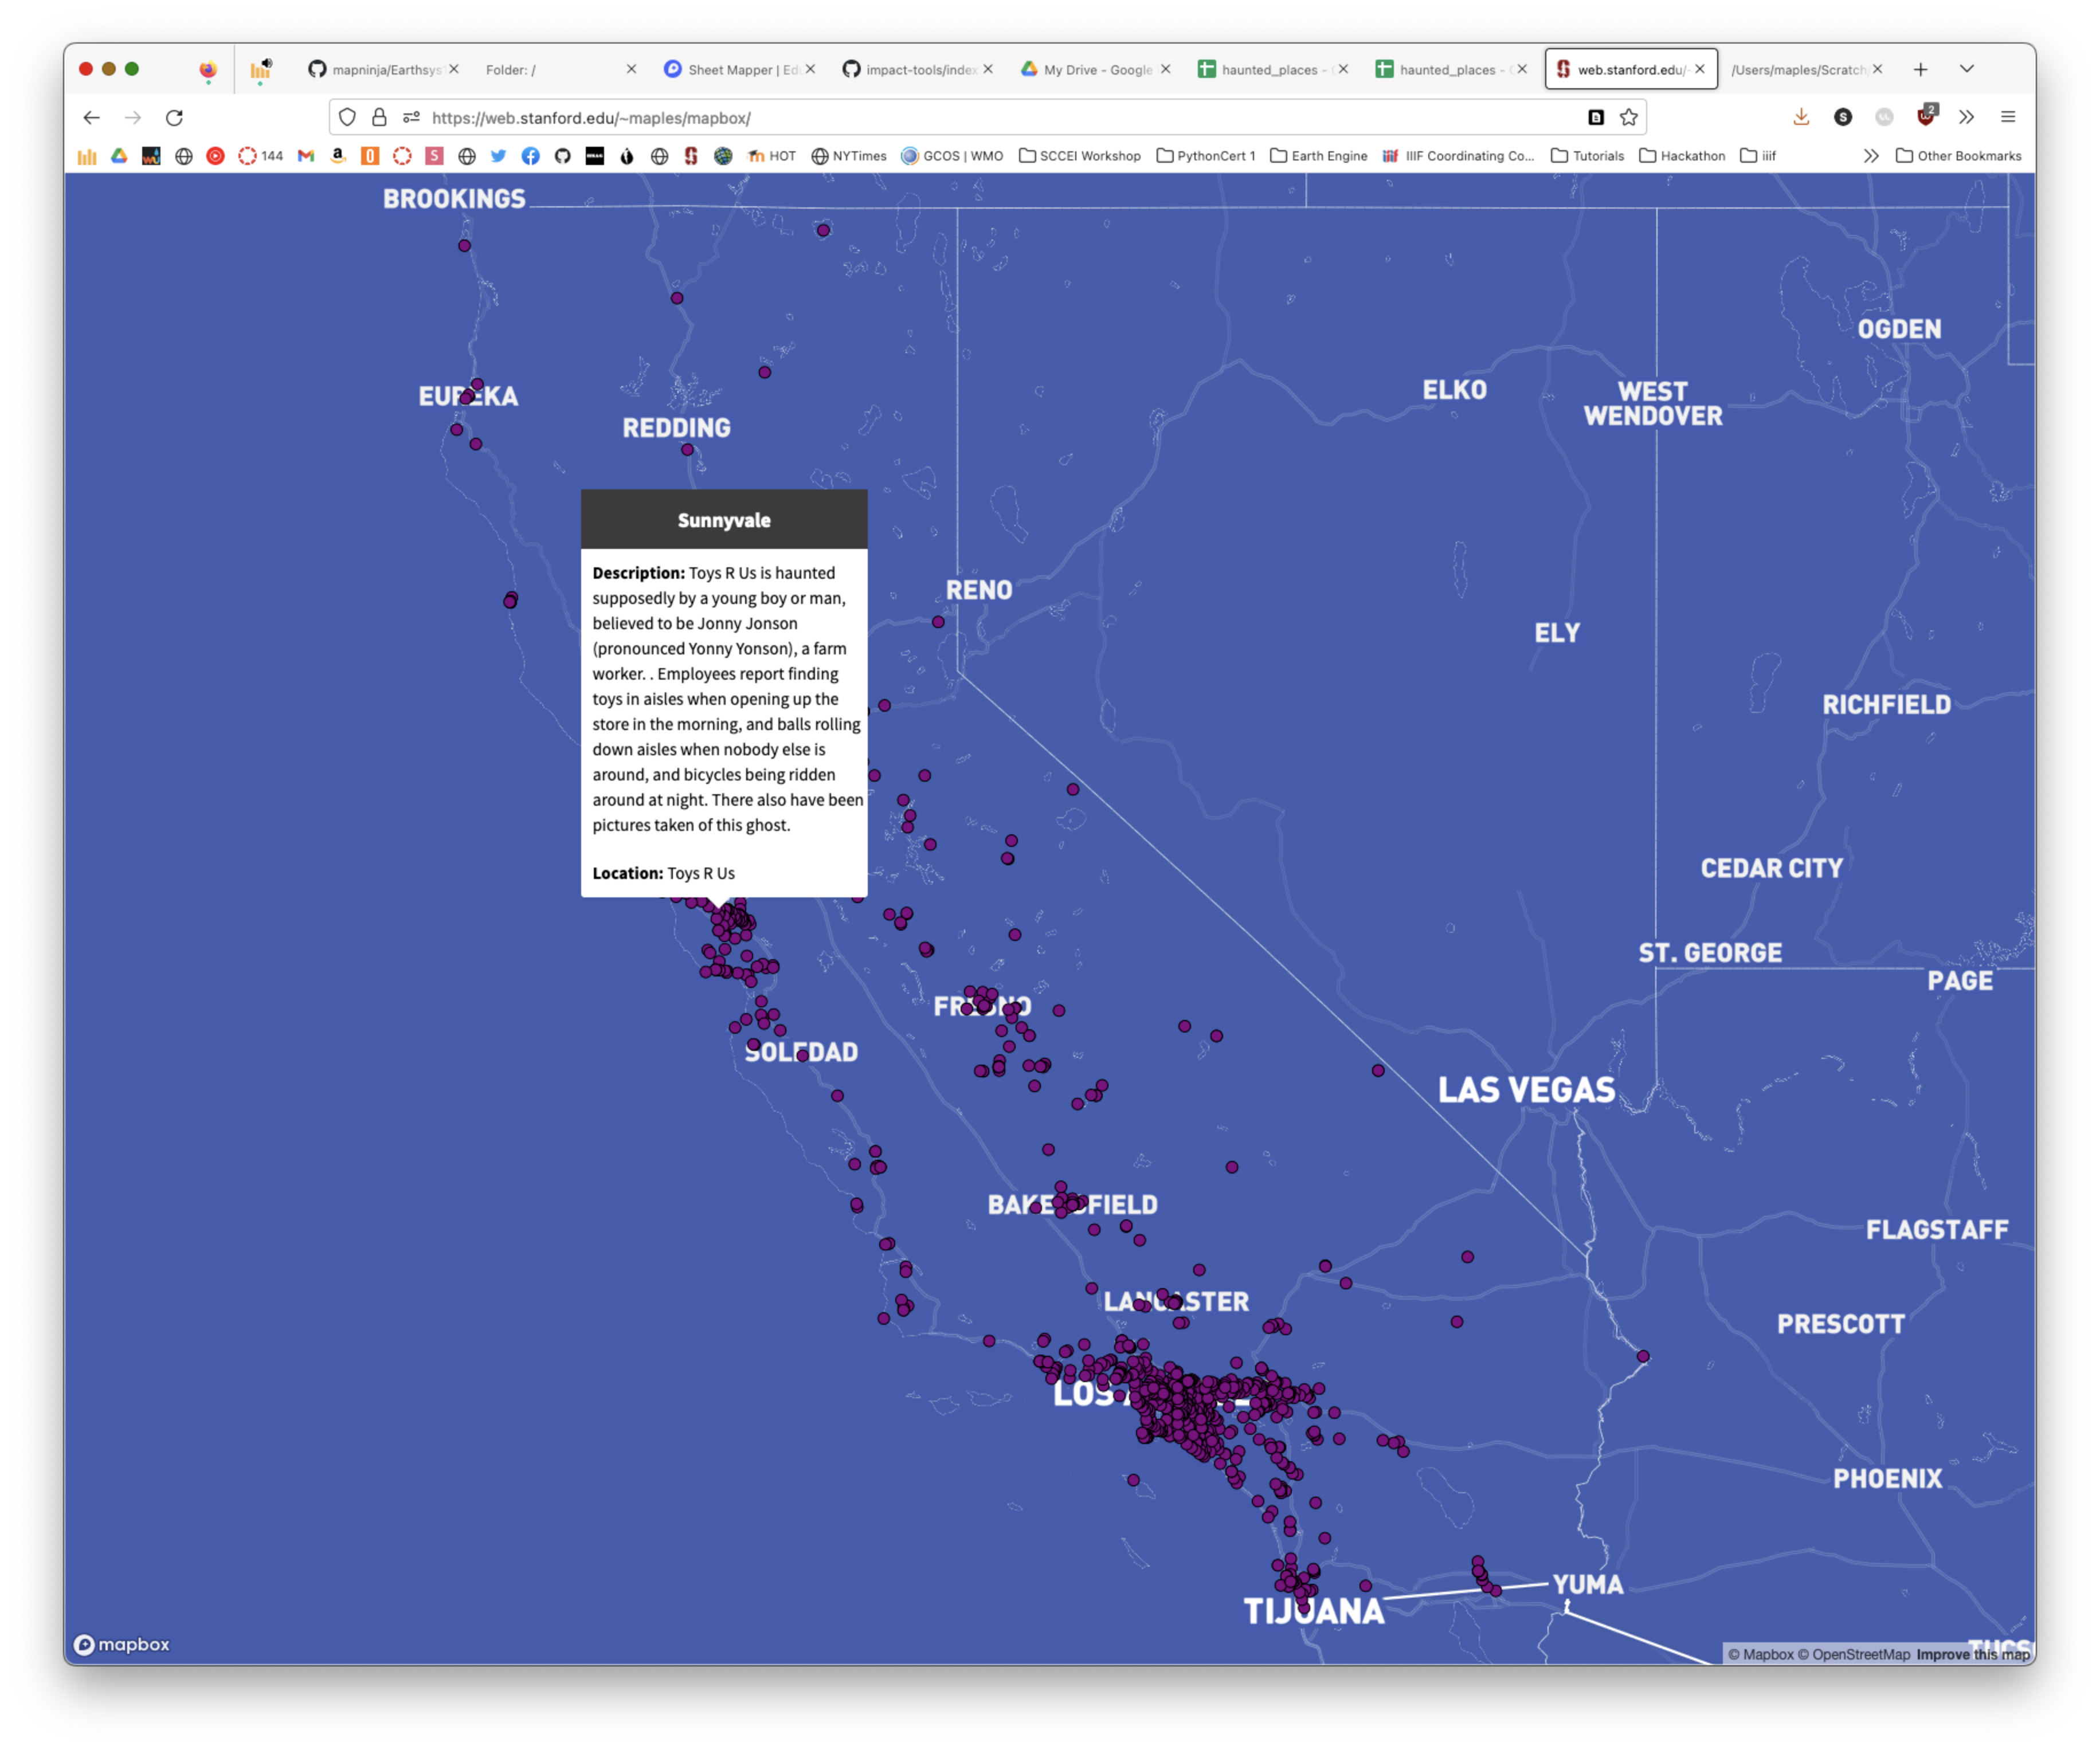 mapninja/Earthsys
Folder: /
Sheet Mapper | Ed
impact-tools/index
My Drive - Google
haunted_places -
haunted_places -
web.stanford.edu/
/Users/maples/Scratch
https://web.stanford.edu/~maples/mapbox/
2
144
HOT
NYTimes
GCOS | WMO
SCCEI Workshop
PythonCert 1
Earth Engine
IIIF Coordinating Co...
Tutorials
Hackathon
iiif
Other Bookmarks
BROOKINGS
OGDEN
ELKO
WEST
WENDOVER
REDDING
Sunnyvale
Description: Toys R Us is haunted
supposedly by a young boy or man,
believed to be Jonny Jonson
(pronounced Yonny Yonson), a farm
worker. . Employees report finding
toys in aisles when opening up the
store in the morning, and balls rolling
down aisles when nobody else is
around, and bicycles being ridden
around at night. There also have been
pictures taken of this ghost.
Location: Toys R Us
EUREKA
RENO
ELY
RICHFIELD
CEDAR CITY
ST. GEORGE
PAGE
FRESNO
SOLEDAD
LAS VEGAS
BAKERSFIELD
FLAGSTAFF
LANCASTER
PRESCOTT
LOS
PHOENIX
YUMA
TIJUANA
mapbox
© Mapbox © OpenStreetMap Improve this map